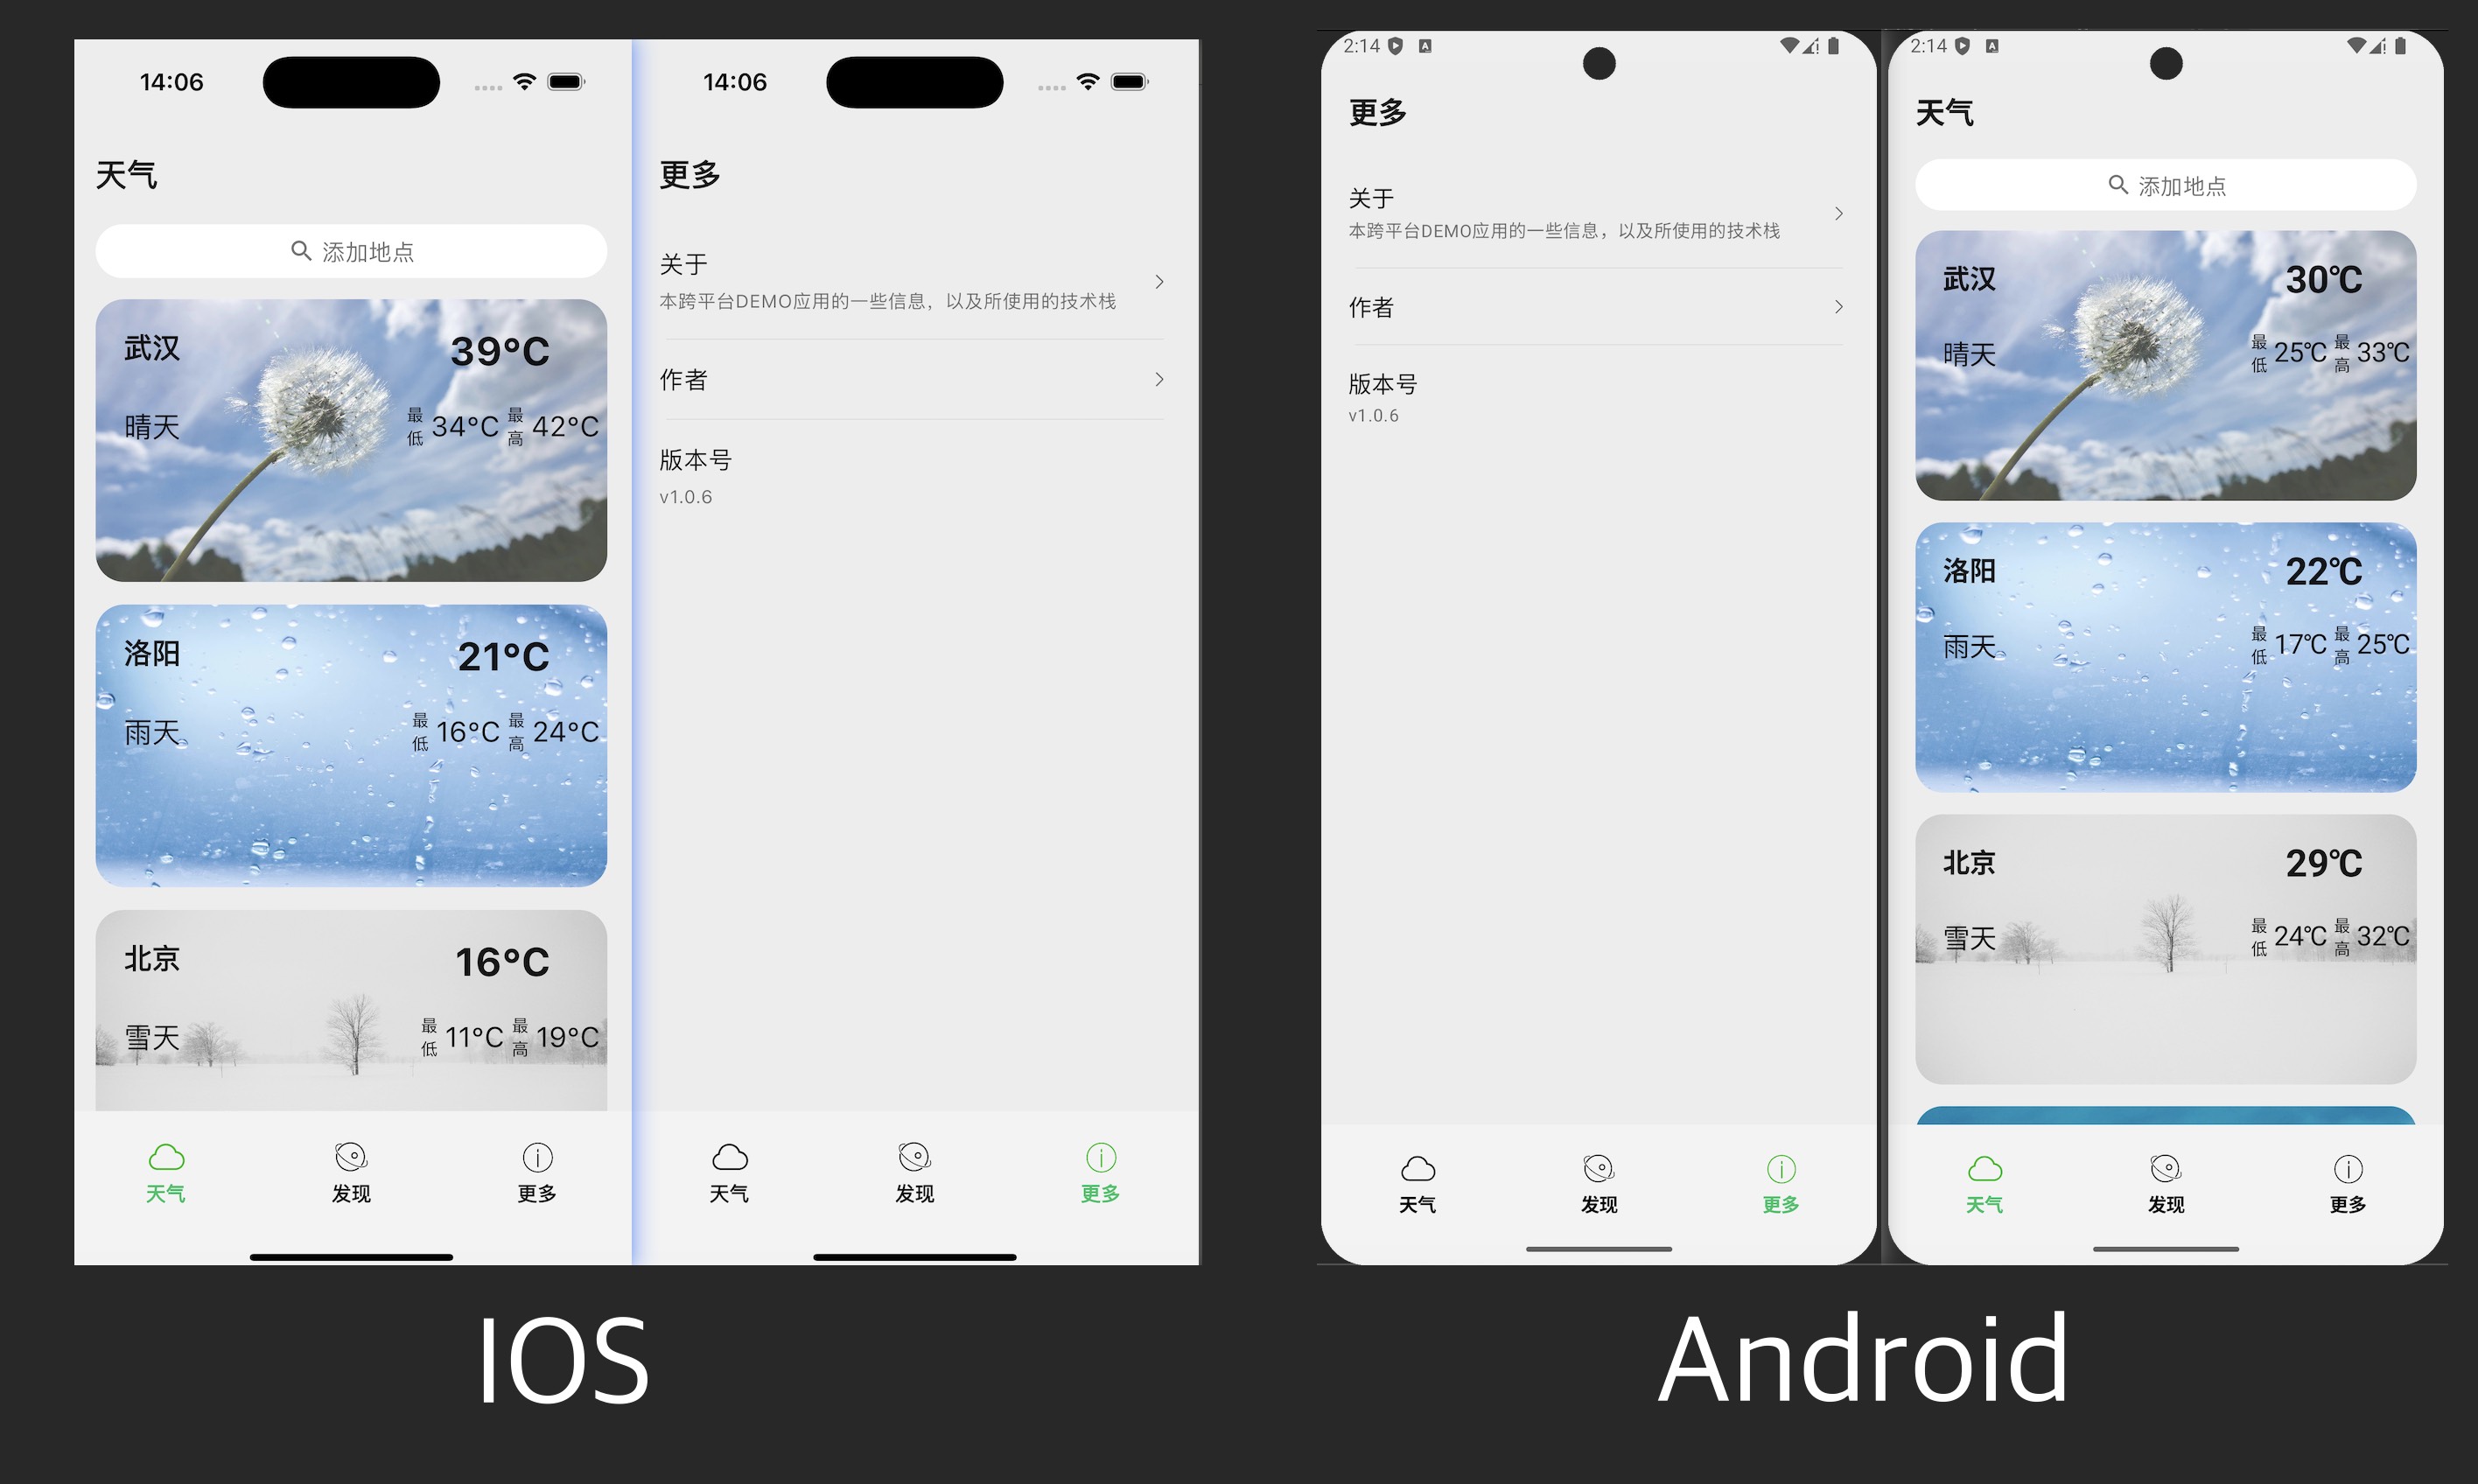 14:06
天气
添加地点
武汉
39°C
晴天
最低 34°C 最高 42°C
洛阳
21°C
雨天
最低 16°C 最高 24°C
北京
16°C
雪天
最低 11°C 最高 19°C
天气 发现 更多
14:06
更多
关于
本跨平台DEMO应用的一些信息，以及所使用的技术栈
作者
版本号
v1.0.6
天气 发现 更多
IOS
2:14
更多
关于
本跨平台DEMO应用的一些信息，以及所使用的技术栈
作者
版本号
v1.0.6
天气 发现 更多
2:14
天气
添加地点
武汉
30℃
晴天
最低 25℃ 最高 33℃
洛阳
22℃
雨天
最低 17℃ 最高 25℃
北京
29℃
雪天
最低 24℃ 最高 32℃
天气 发现 更多
Android